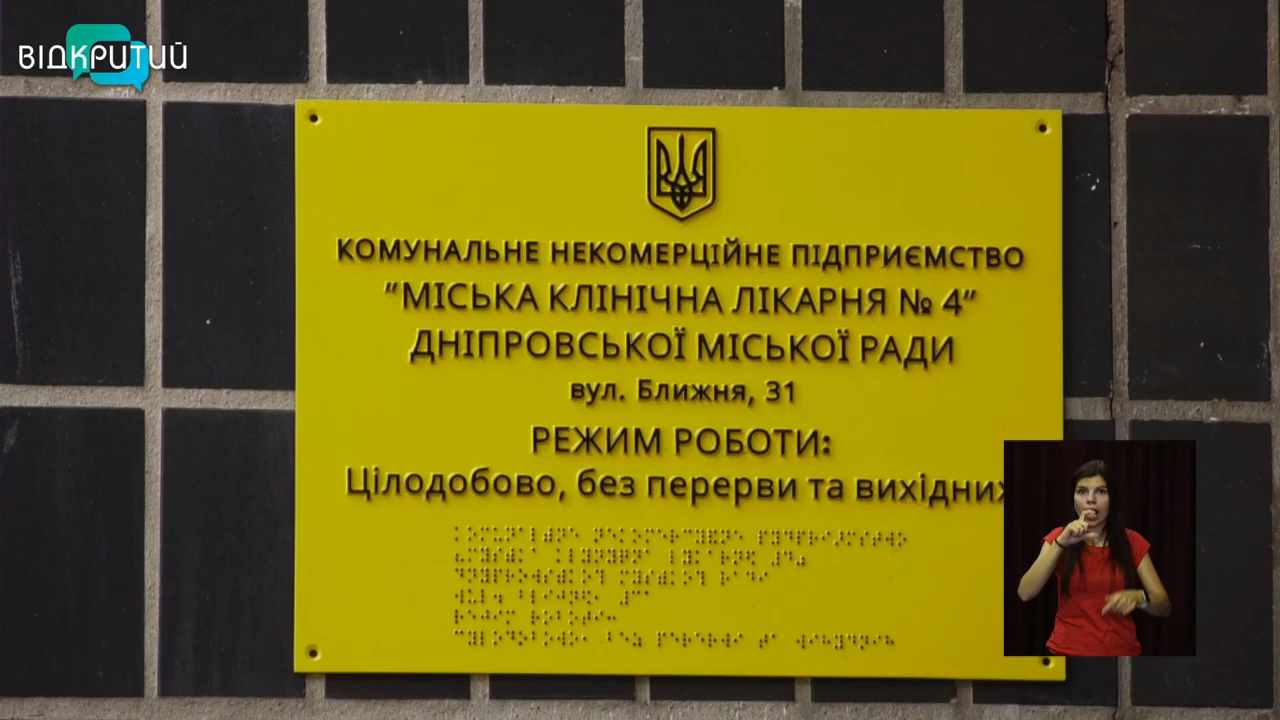 ВІДКРИТИЙ
КОМУНАЛЬНЕ НЕКОМЕРЦІЙНЕ ПІДПРИЄМСТВО
"МІСЬКА КЛІНІЧНА ЛІКАРНЯ № 4"
ДНІПРОВСЬКОЇ МІСЬКОЇ РАДИ
вул. Ближня, 31
РЕЖИМ РОБОТИ:
Цілодобово, без перерви та вихідних